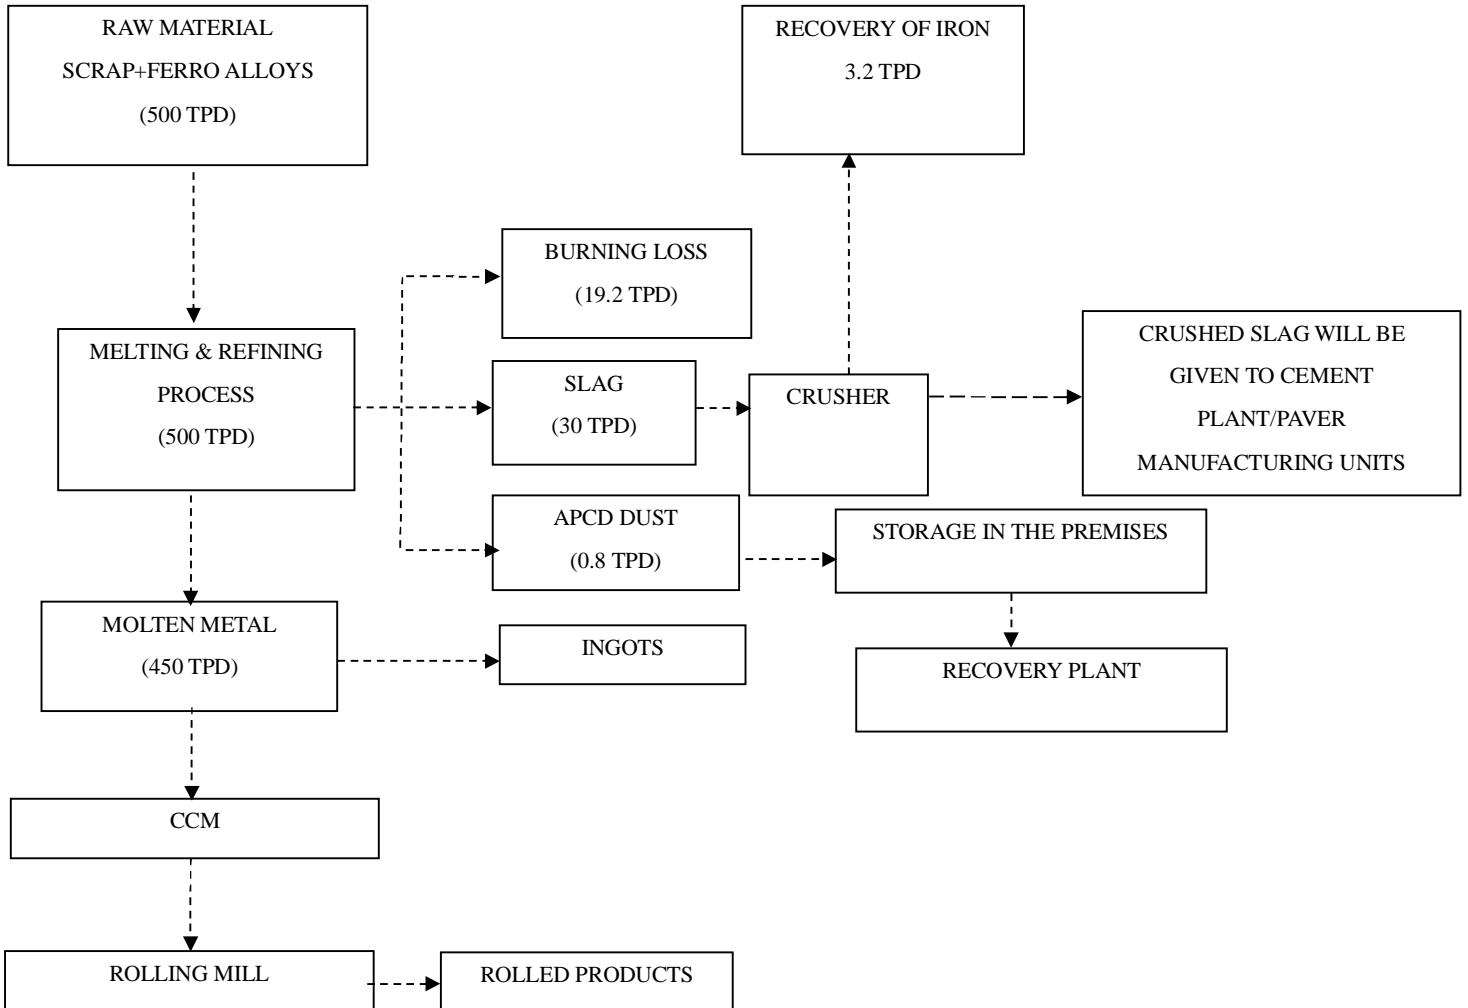 RAW MATERIAL
SCRAP+FERRO ALLOYS
(500 TPD)
RECOVERY OF IRON
3.2 TPD
BURNING LOSS
(19.2 TPD)
MELTING & REFINING
PROCESS
(500 TPD)
SLAG
(30 TPD)
CRUSHER
CRUSHED SLAG WILL BE
GIVEN TO CEMENT
PLANT/PAVER
MANUFACTURING UNITS
APCD DUST
(0.8 TPD)
STORAGE IN THE PREMISES
MOLTEN METAL
(450 TPD)
INGOTS
RECOVERY PLANT
CCM
ROLLING MILL
ROLLED PRODUCTS